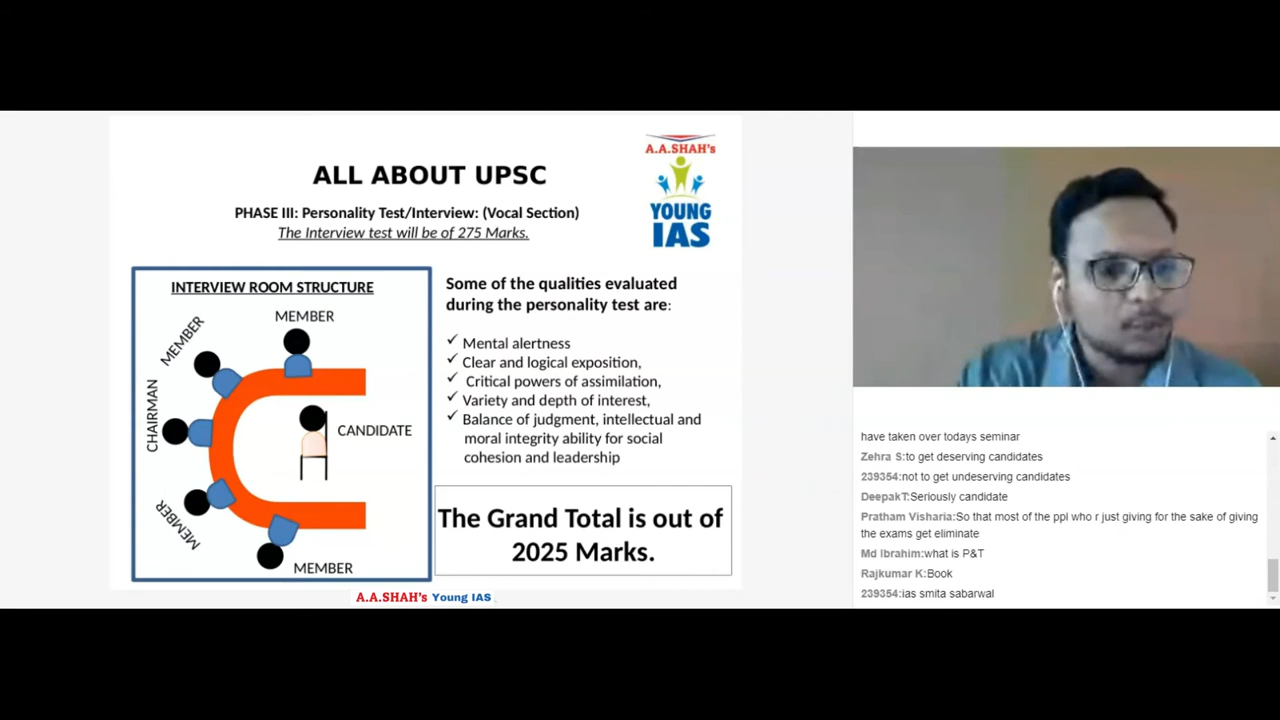 ALL ABOUT UPSC
PHASE III: Personality Test/Interview: (Vocal Section)
The Interview test will be of 275 Marks.
A.A.SHAH's
YOUNG
IAS
INTERVIEW ROOM STRUCTURE
MEMBER
MEMBER
CHAIRMAN
CANDIDATE
MEMBER
MEMBER
Some of the qualities evaluated
during the personality test are:
✓ Mental alertness
✓ Clear and logical exposition,
✓ Critical powers of assimilation,
✓ Variety and depth of interest,
✓ Balance of judgment, intellectual and
moral integrity ability for social
cohesion and leadership
The Grand Total is out of
2025 Marks.
A.A.SHAH's Young IAS
have taken over todays seminar
Zehra S:to get deserving candidates
239354:not to get undeserving candidates
DeepakT:Seriously candidate
Pratham Visharia:So that most of the ppl who r just giving for the sake of giving
the exams get eliminate
Md Ibrahim:what is P&T
Rajkumar K:Book
239354:ias smita sabarwal